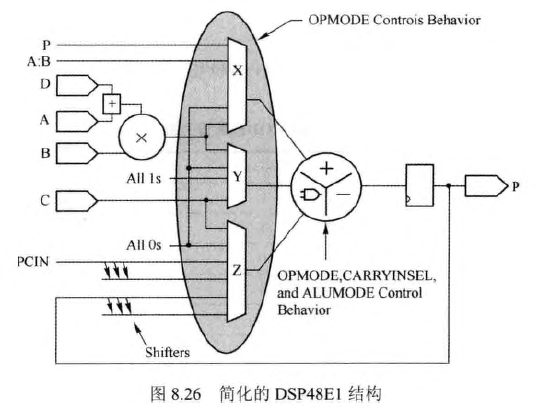 OPMODE Controis Behavior
P
A:B
D
+
A
B
×
X
All 1s
Y
C
All 0s
PCIN
Z
+
−
P
OPMODE,CARRYINSEL,
and ALUMODE Control
Behavior
Shifters
图 8.26 简化的 DSP48E1 结构